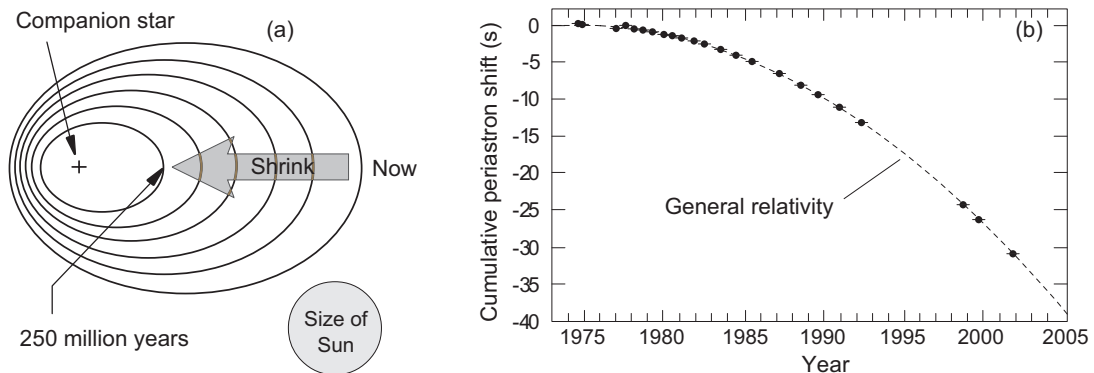 Companion star
(a)
Shrink
Now
250 million years
Size of
Sun
(b)
Cumulative periastron shift (s)
0
-5
-10
-15
-20
-25
-30
-35
-40
General relativity
1975 1980 1985 1990 1995 2000 2005
Year